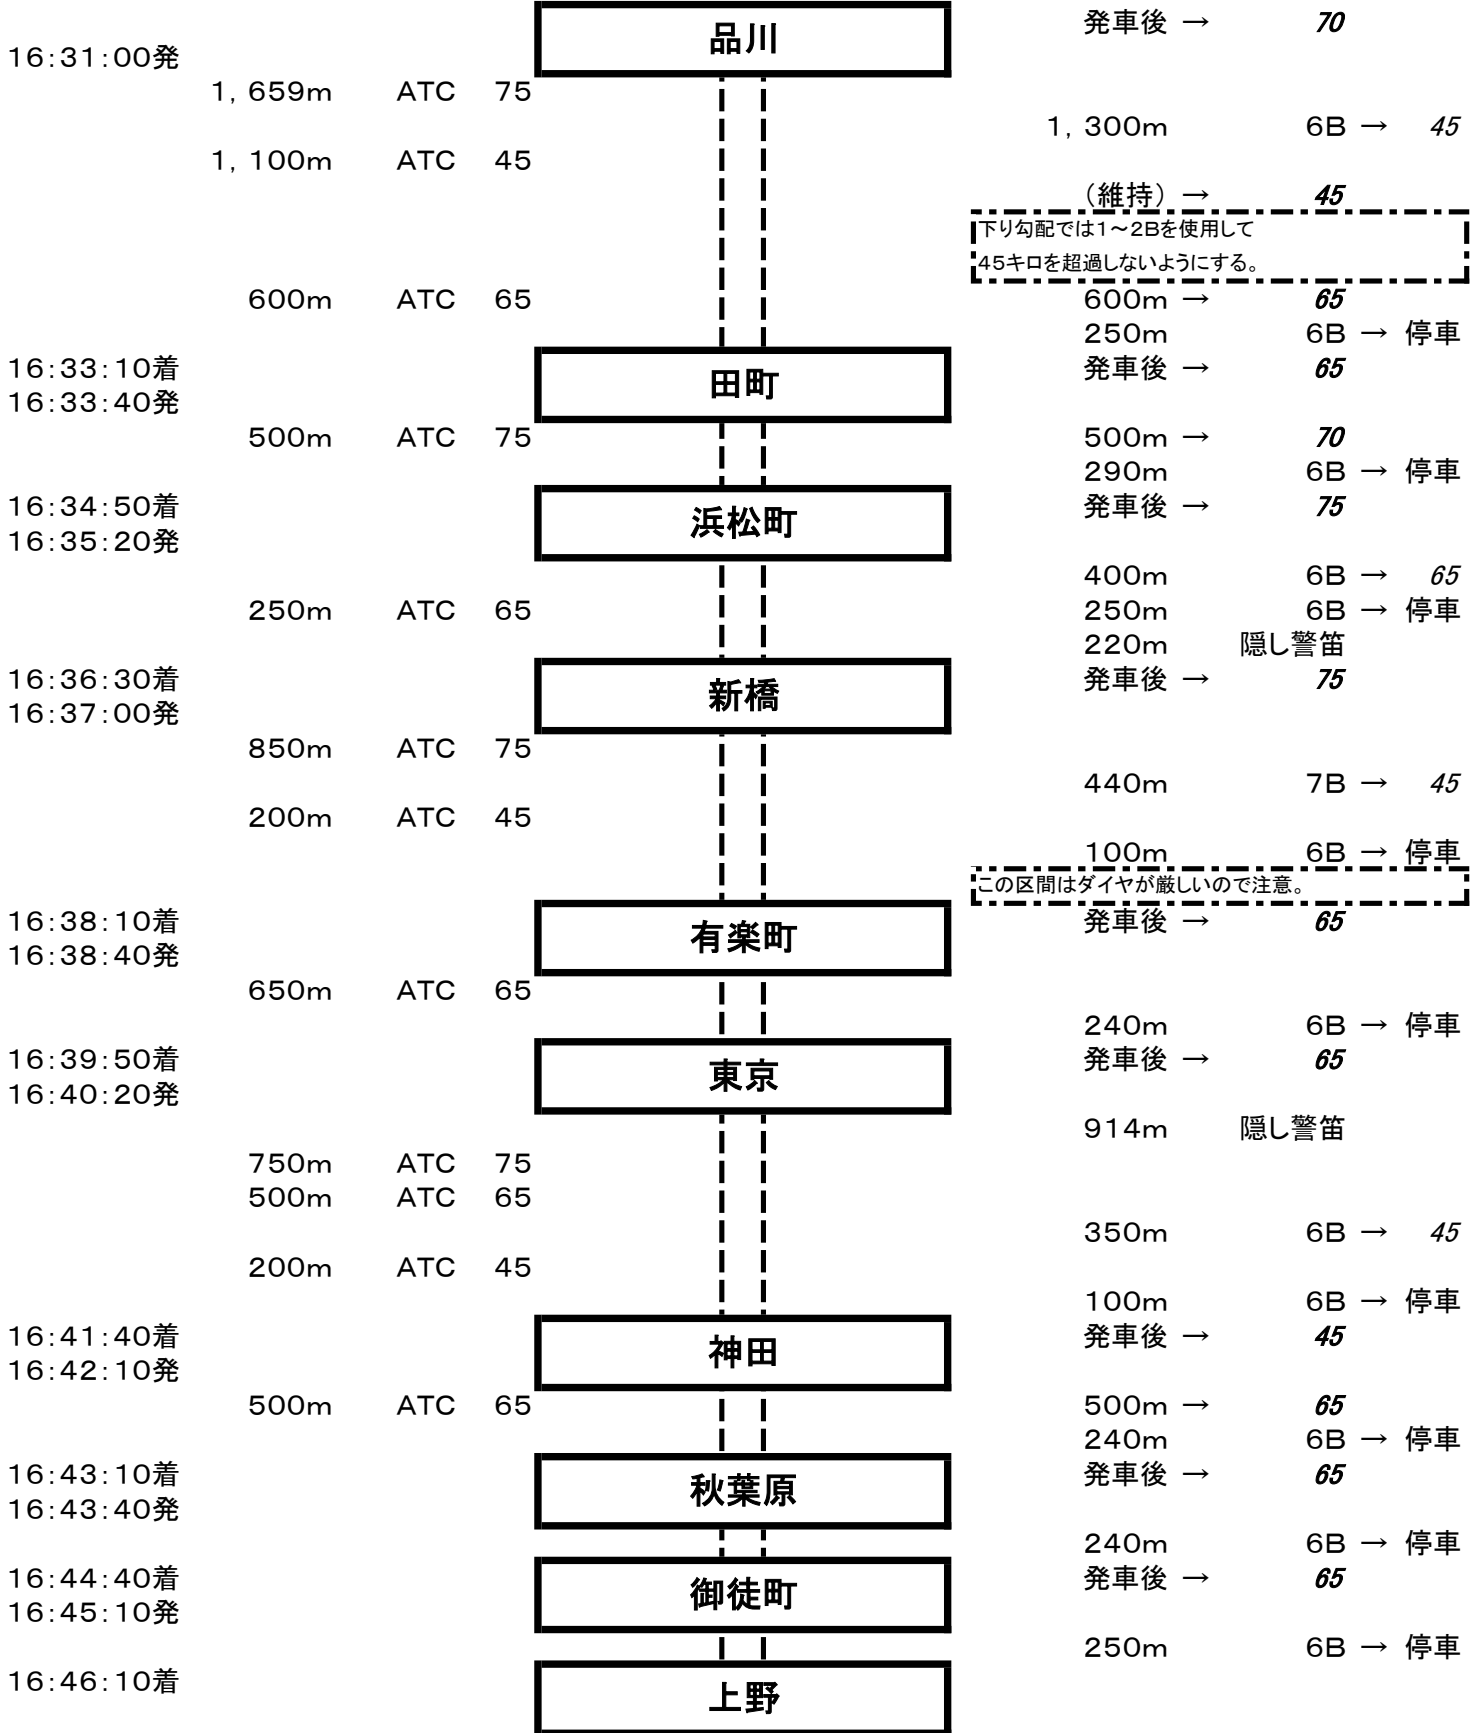 品川
発車後 → 70
16:31:00発
1,659m ATC 75
1,300m 6B → 45
1,100m ATC 45
(維持) → 45
下り勾配では1～2Bを使用して
45キロを超過しないようにする。
600m ATC 65
600m → 65
250m 6B → 停車
16:33:10着
田町
発車後 → 65
16:33:40発
500m ATC 75
500m → 70
290m 6B → 停車
16:34:50着
浜松町
発車後 → 75
16:35:20発
400m 6B → 65
250m ATC 65
250m 6B → 停車
220m 隠し警笛
16:36:30着
新橋
発車後 → 75
16:37:00発
850m ATC 75
440m 7B → 45
200m ATC 45
100m 6B → 停車
この区間はダイヤが厳しいので注意。
16:38:10着
有楽町
発車後 → 65
16:38:40発
650m ATC 65
240m 6B → 停車
16:39:50着
東京
発車後 → 65
16:40:20発
914m 隠し警笛
750m ATC 75
500m ATC 65
350m 6B → 45
200m ATC 45
100m 6B → 停車
16:41:40着
神田
発車後 → 45
16:42:10発
500m ATC 65
500m → 65
240m 6B → 停車
16:43:10着
秋葉原
発車後 → 65
16:43:40発
240m 6B → 停車
16:44:40着
御徒町
発車後 → 65
16:45:10発
250m 6B → 停車
16:46:10着
上野